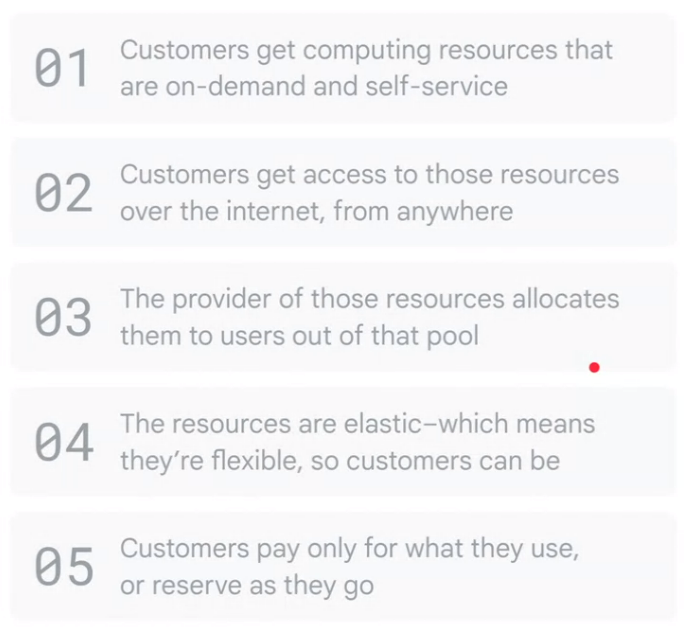 01
Customers get computing resources that
are on-demand and self-service
02
Customers get access to those resources
over the internet, from anywhere
03
The provider of those resources allocates
them to users out of that pool
04
The resources are elastic–which means
they’re flexible, so customers can be
05
Customers pay only for what they use,
or reserve as they go